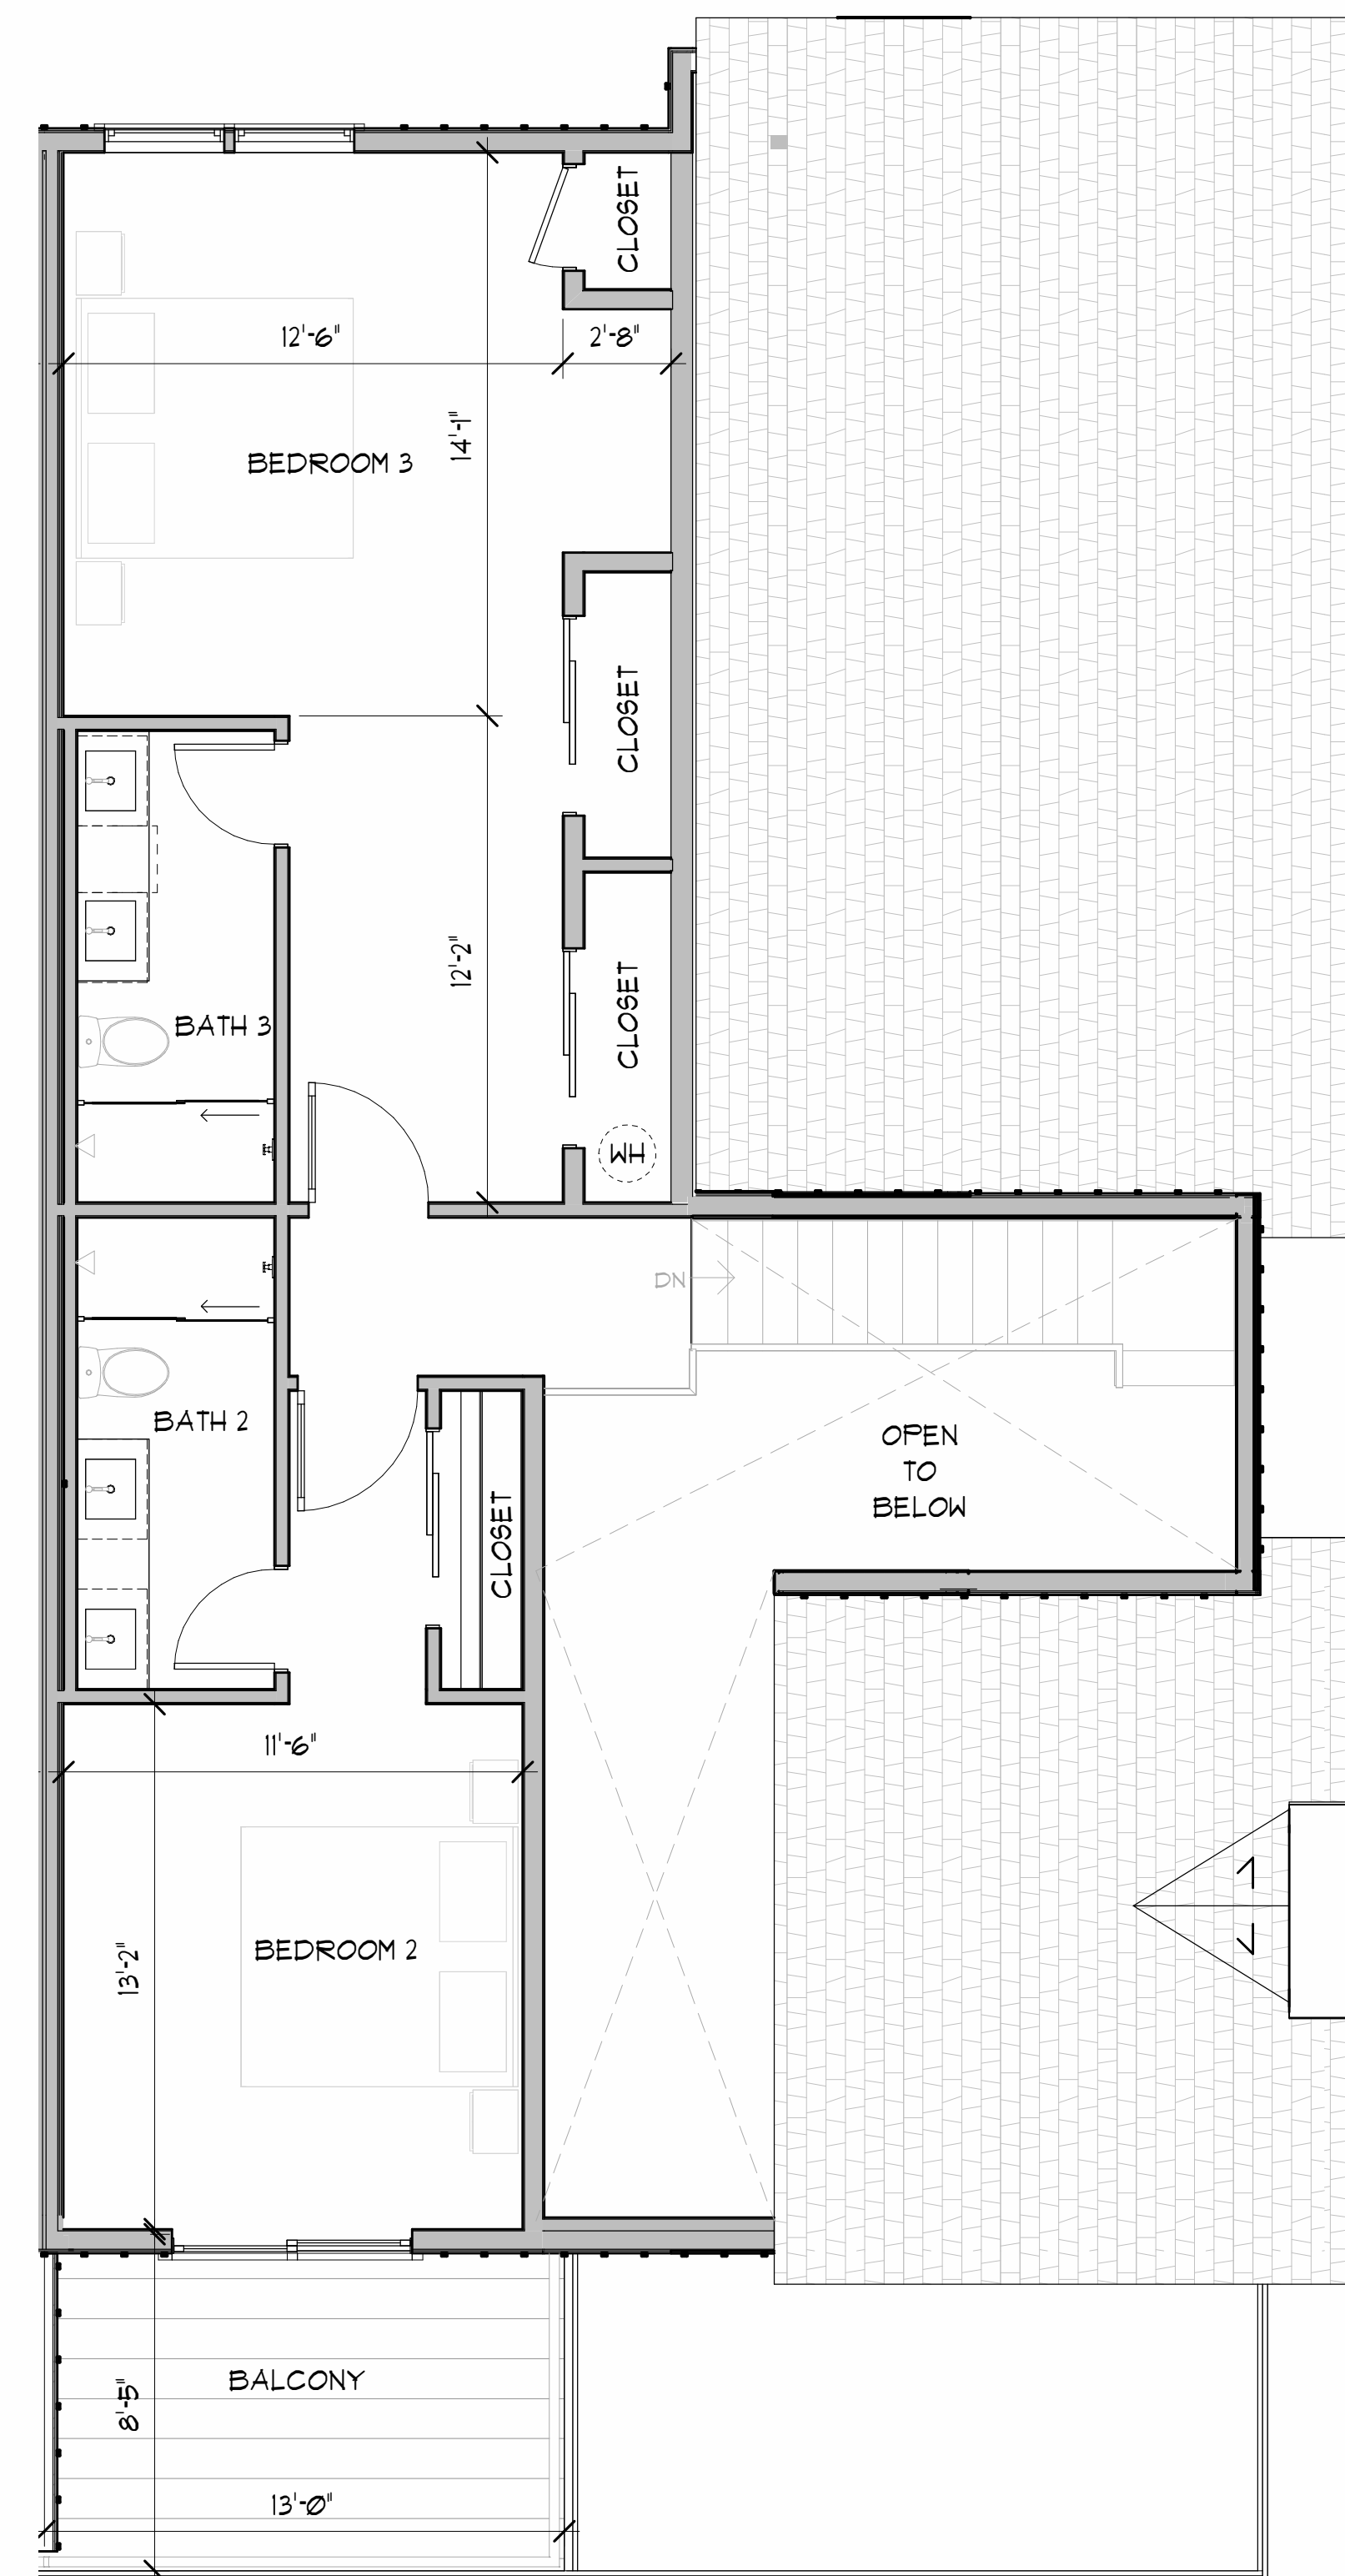 CLOSET
12'-6"
2'-8"
14'-1"
BEDROOM 3
CLOSET
12'-2"
CLOSET
BATH 3
WH
DN
BATH 2
OPEN
TO
BELOW
CLOSET
11'-6"
BEDROOM 2
13'-2"
BALCONY
8'-5"
13'-0"